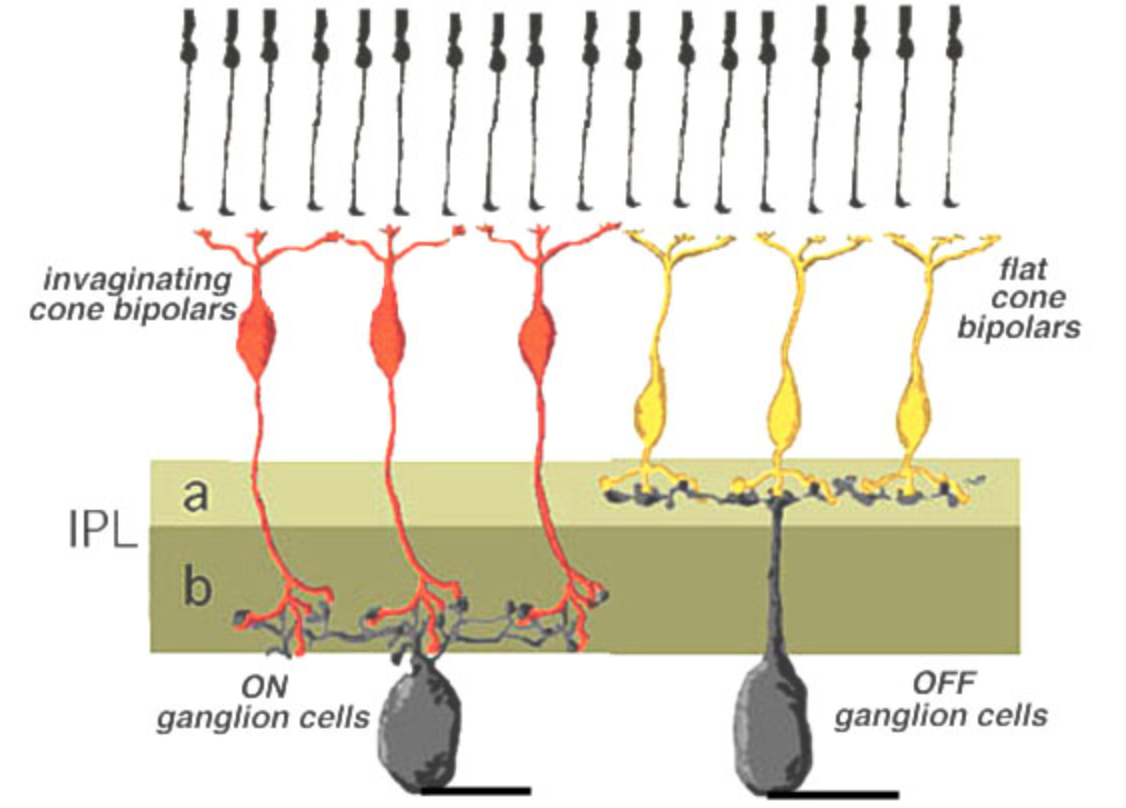 invaginating
cone bipolars
flat
cone
bipolars
a
IPL
b
ON
ganglion cells
OFF
ganglion cells